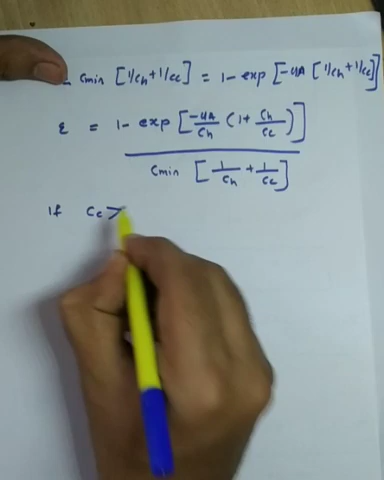 Cmin [1/Ch+1/Cc] = 1- exp[-UA [1/Ch+1/Cc]]
ε = 1- exp[-UA/Ch (1+ Ch/Cc)]
Cmin [1/Ch + 1/Cc]
If Cc>